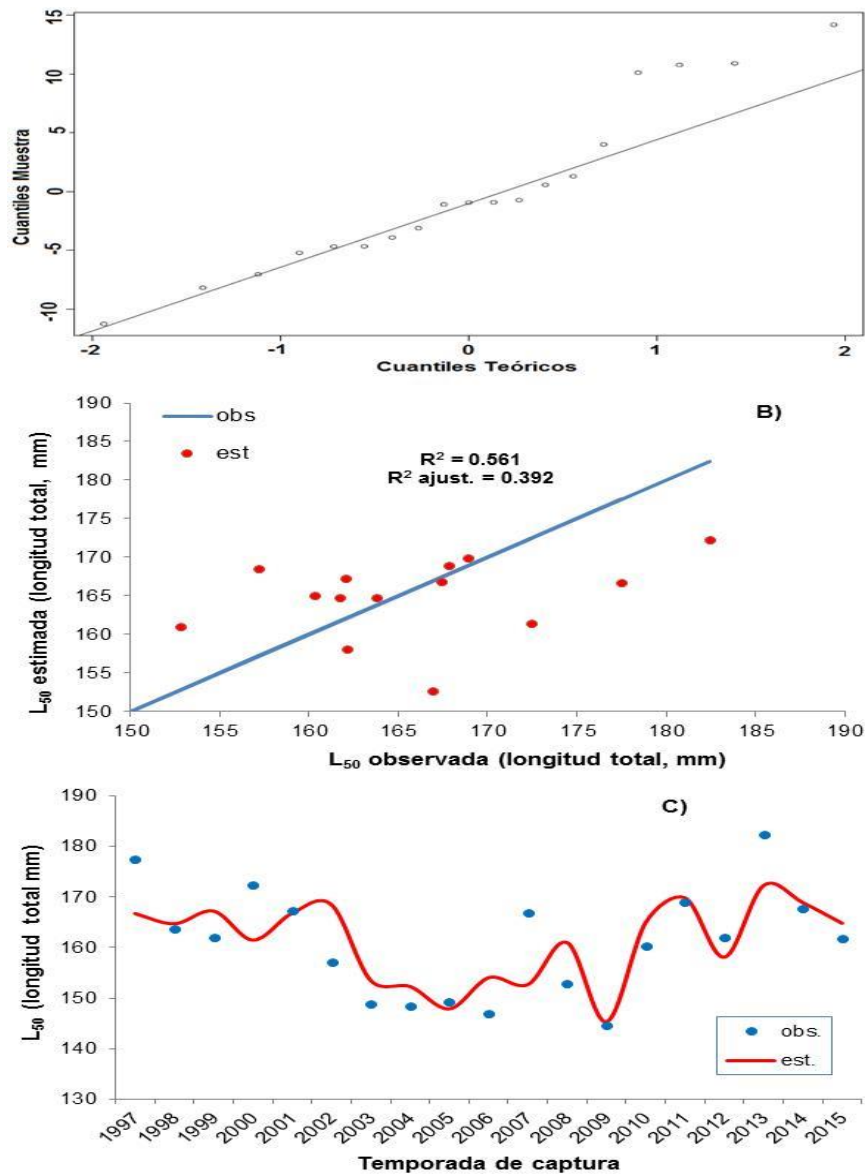 15
10
5
0
-5
-10
Cuantiles Muestra
-2 -1 0 1 2
Cuantiles Teóricos
B)
obs
est
R² = 0.561
R² ajust. = 0.392
190
185
180
175
170
165
160
155
150
L₅₀ estimada (longitud total, mm)
150 155 160 165 170 175 180 185 190
L₅₀ observada (longitud total, mm)
C)
190
180
170
160
150
140
130
L₅₀ (longitud total mm)
obs.
est.
1997 1998 1999 2000 2001 2002 2003 2004 2005 2006 2007 2008 2009 2010 2011 2012 2013 2014 2015
Temporada de captura